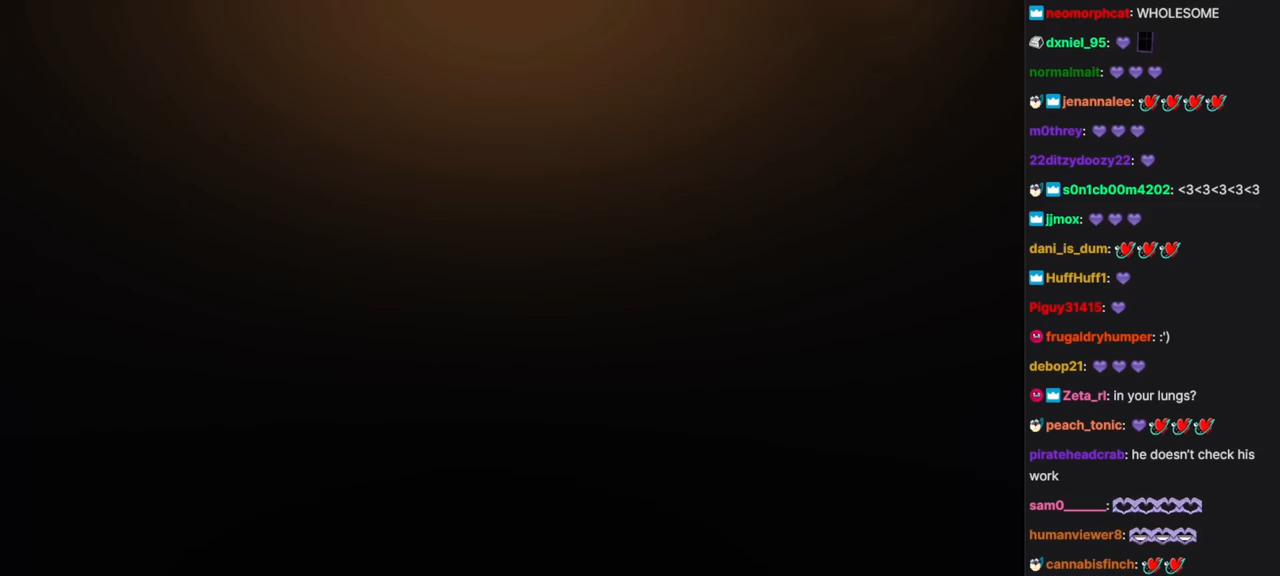 neomorphcat: WHOLESOME
dxniel_95:
normalmait:
jenannalee:
m0threy:
22ditzydoozy22:
s0n1cb00m4202: <3<3<3<3<3
jjmox:
dani_is_dum:
HuffHuff1:
Piguy31415:
frugaldryhumper: :')
debop21:
Zeta_rl: in your lungs?
peach_tonic:
pirateheadcrab: he doesn’t check his
work
sam0______:
humanviewer8:
cannabisfinch: